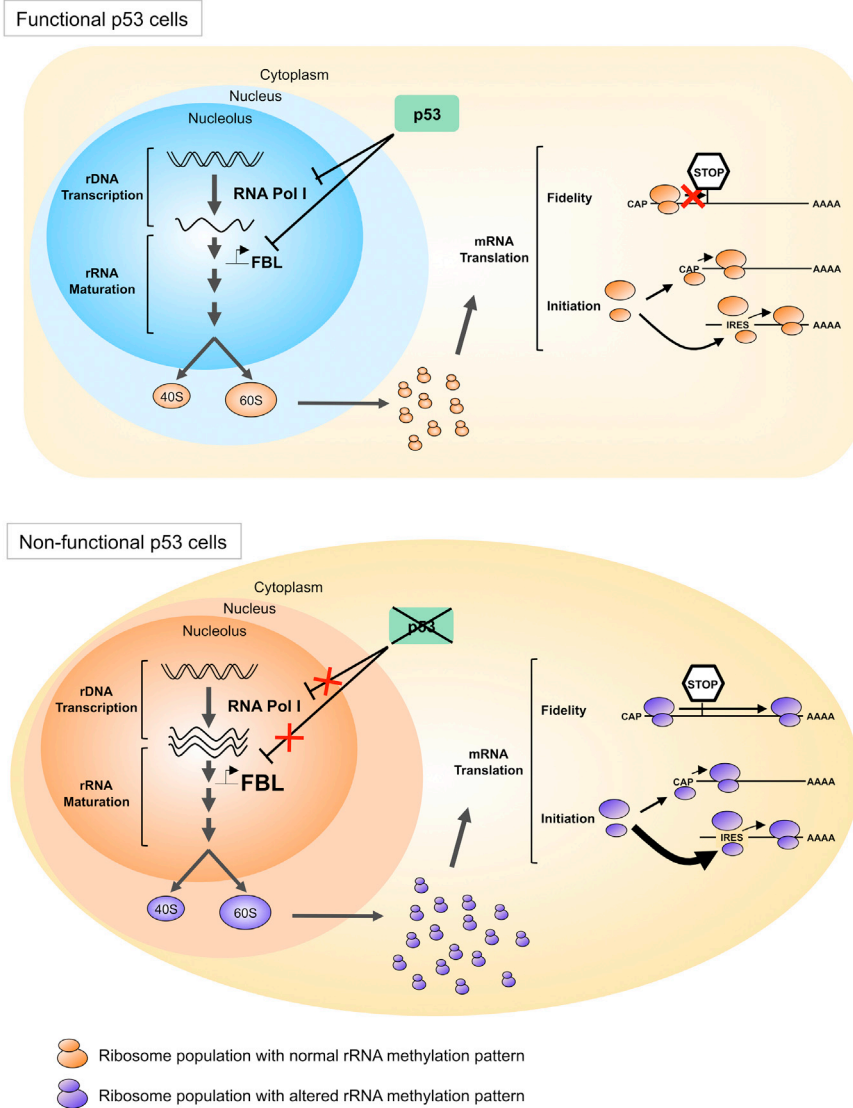 Functional p53 cells
Cytoplasm
Nucleus
Nucleolus
p53
rDNA
Transcription
RNA Pol I
rRNA
Maturation
FBL
40S
60S
mRNA
Translation
Fidelity
STOP
CAP
AAAA
Initiation
CAP
AAAA
IRES
AAAA
Non-functional p53 cells
Cytoplasm
Nucleus
Nucleolus
p53
rDNA
Transcription
RNA Pol I
rRNA
Maturation
FBL
40S
60S
mRNA
Translation
Fidelity
STOP
CAP
AAAA
Initiation
CAP
AAAA
IRES
AAAA
Ribosome population with normal rRNA methylation pattern
Ribosome population with altered rRNA methylation pattern